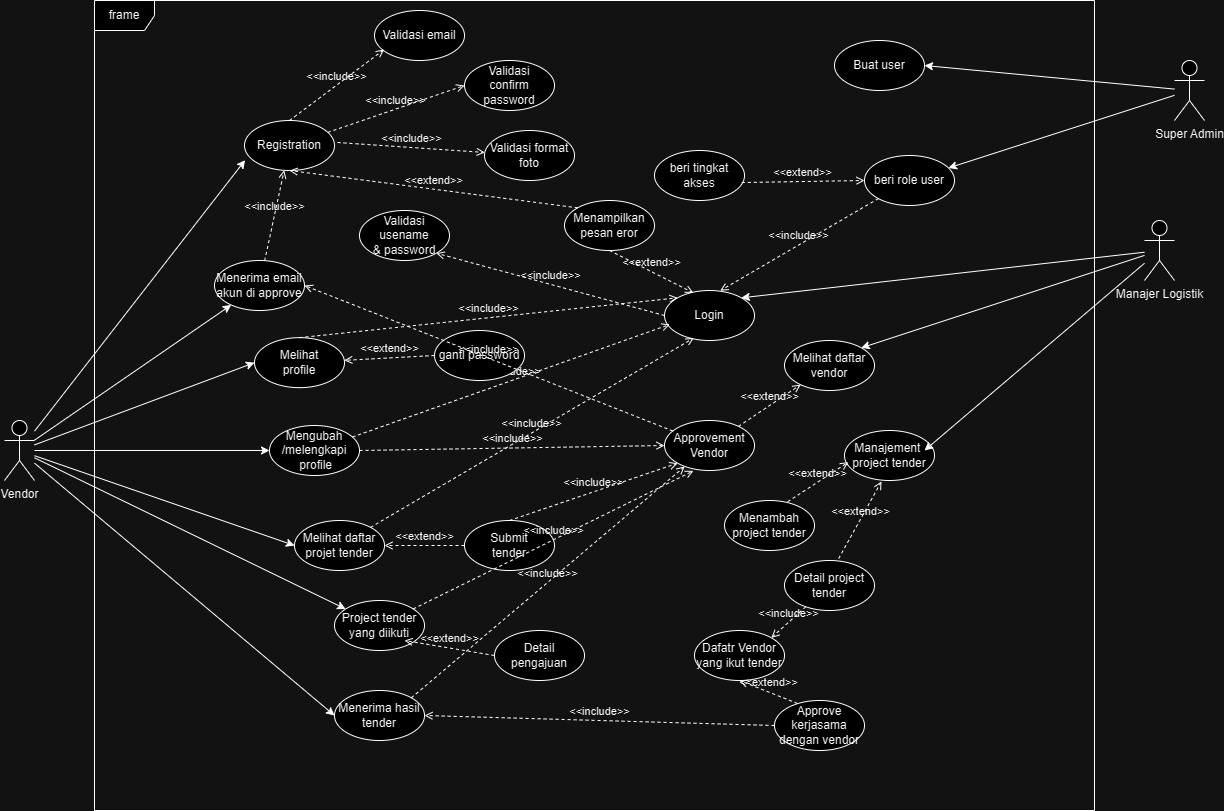 frame
Validasi email
<<include>>
Validasi
confirm
password
<<include>>
Buat user
Super Admin
Registration
<<include>>
Validasi format
foto
<<extend>>
beri tingkat
akses
<<extend>>
beri role user
<<include>>
Validasi
usename
& password
Menampilkan
pesan eror
<<include>>
<<extend>>
<<include>>
Menerima email
akun di approve
Manajer Logistik
<<include>>
Login
Melihat
profile
<<extend>>
ganti password
<<include>>
ude>>
Melihat daftar
vendor
<<extend>>
Vendor
Mengubah
/melengkapi
profile
<<include>>
<<include>>
Approvement
Vendor
Manajement
project tender
<<extend>>
<<include>>
<<extend>>
Menambah
project tender
Melihat daftar
projet tender
<<extend>>
Submit
tender
<<include>>
<<include>>
Detail project
tender
<<include>>
Project tender
yang diikuti
<<extend>>
Detail
pengajuan
Dafatr Vendor
yang ikut tender
<<extend>>
Menerima hasil
tender
<<include>>
Approve
kerjasama
dengan vendor